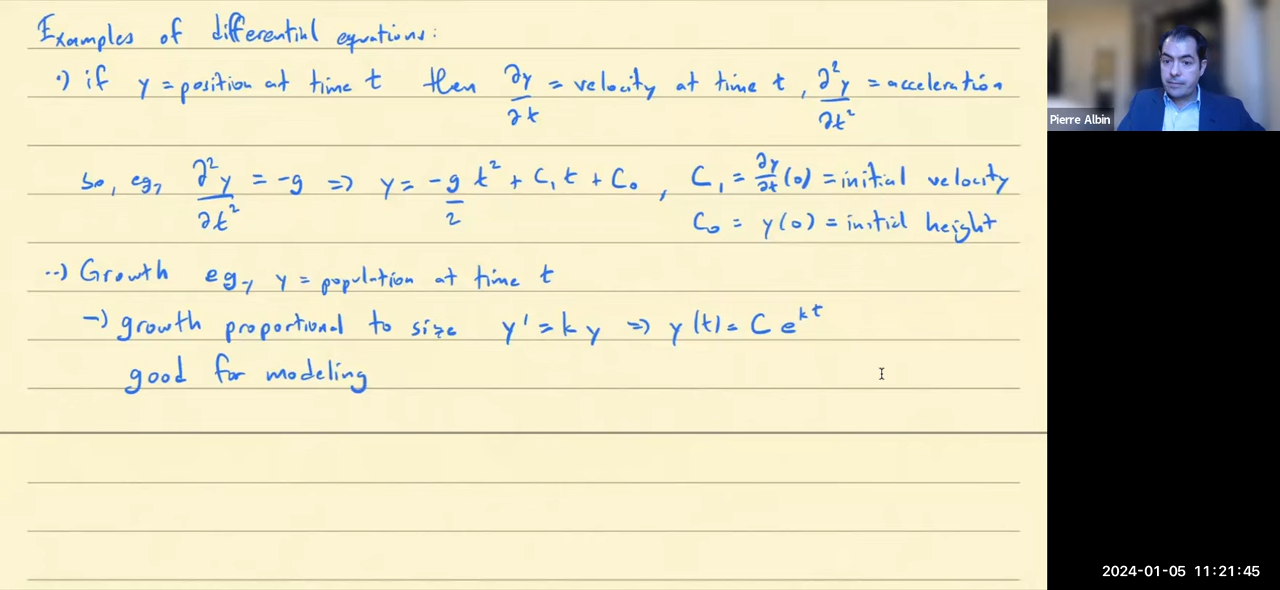 Examples of differential equations:
·) if y = position at time t then ∂y/∂t = velocity at time t, ∂²y/∂t² = acceleration
So, eg, ∂²y/∂t² = -g => y = -g/2 t² + C₁t + C₀, C₁ = ∂y/∂t(0) = initial velocity
C₀ = y(0) = initial height
··) Growth eg, y = population at time t
→) growth proportional to size y' = ky => y(t) = C e^{kt}
good for modeling
Pierre Albin
2024-01-05 11:21:45